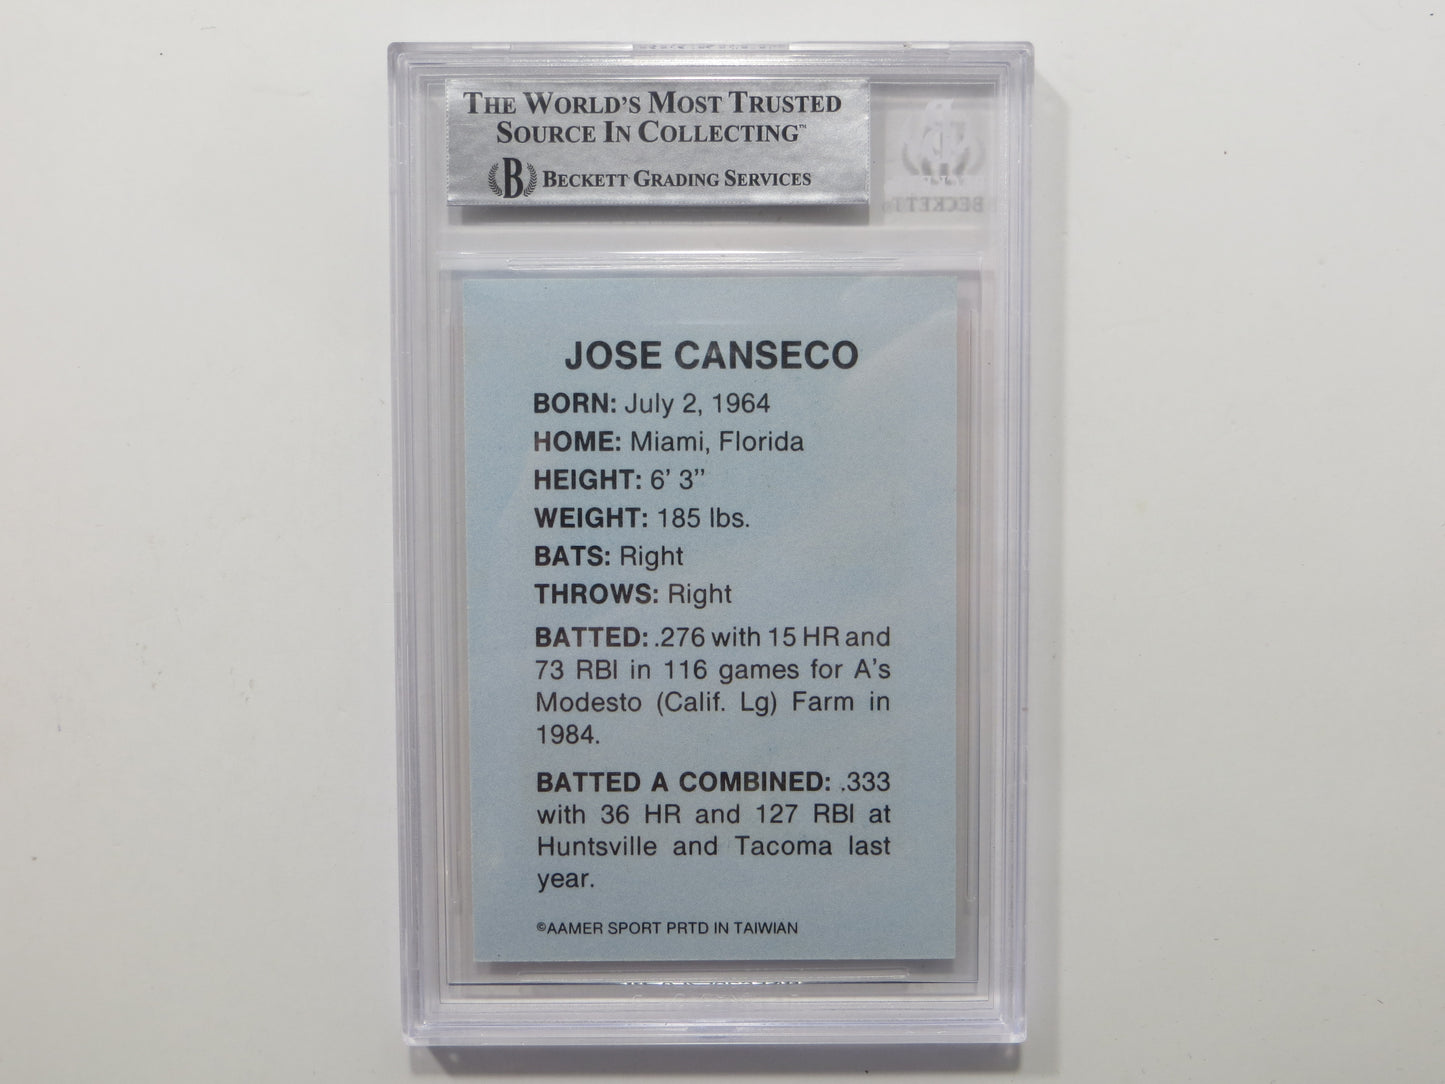 THE WORLD'S MOST TRUSTED
SOURCE IN COLLECTING™
B BECKETT GRADING SERVICES
BECKETT
JOSE CANSECO
BORN: July 2, 1964
HOME: Miami, Florida
HEIGHT: 6' 3"
WEIGHT: 185 lbs.
BATS: Right
THROWS: Right
BATTED: .276 with 15 HR and
73 RBI in 116 games for A's
Modesto (Calif. Lg) Farm in
1984.
BATTED A COMBINED: .333
with 36 HR and 127 RBI at
Huntsville and Tacoma last
year.
©AAMER SPORT PRTD IN TAIWIAN